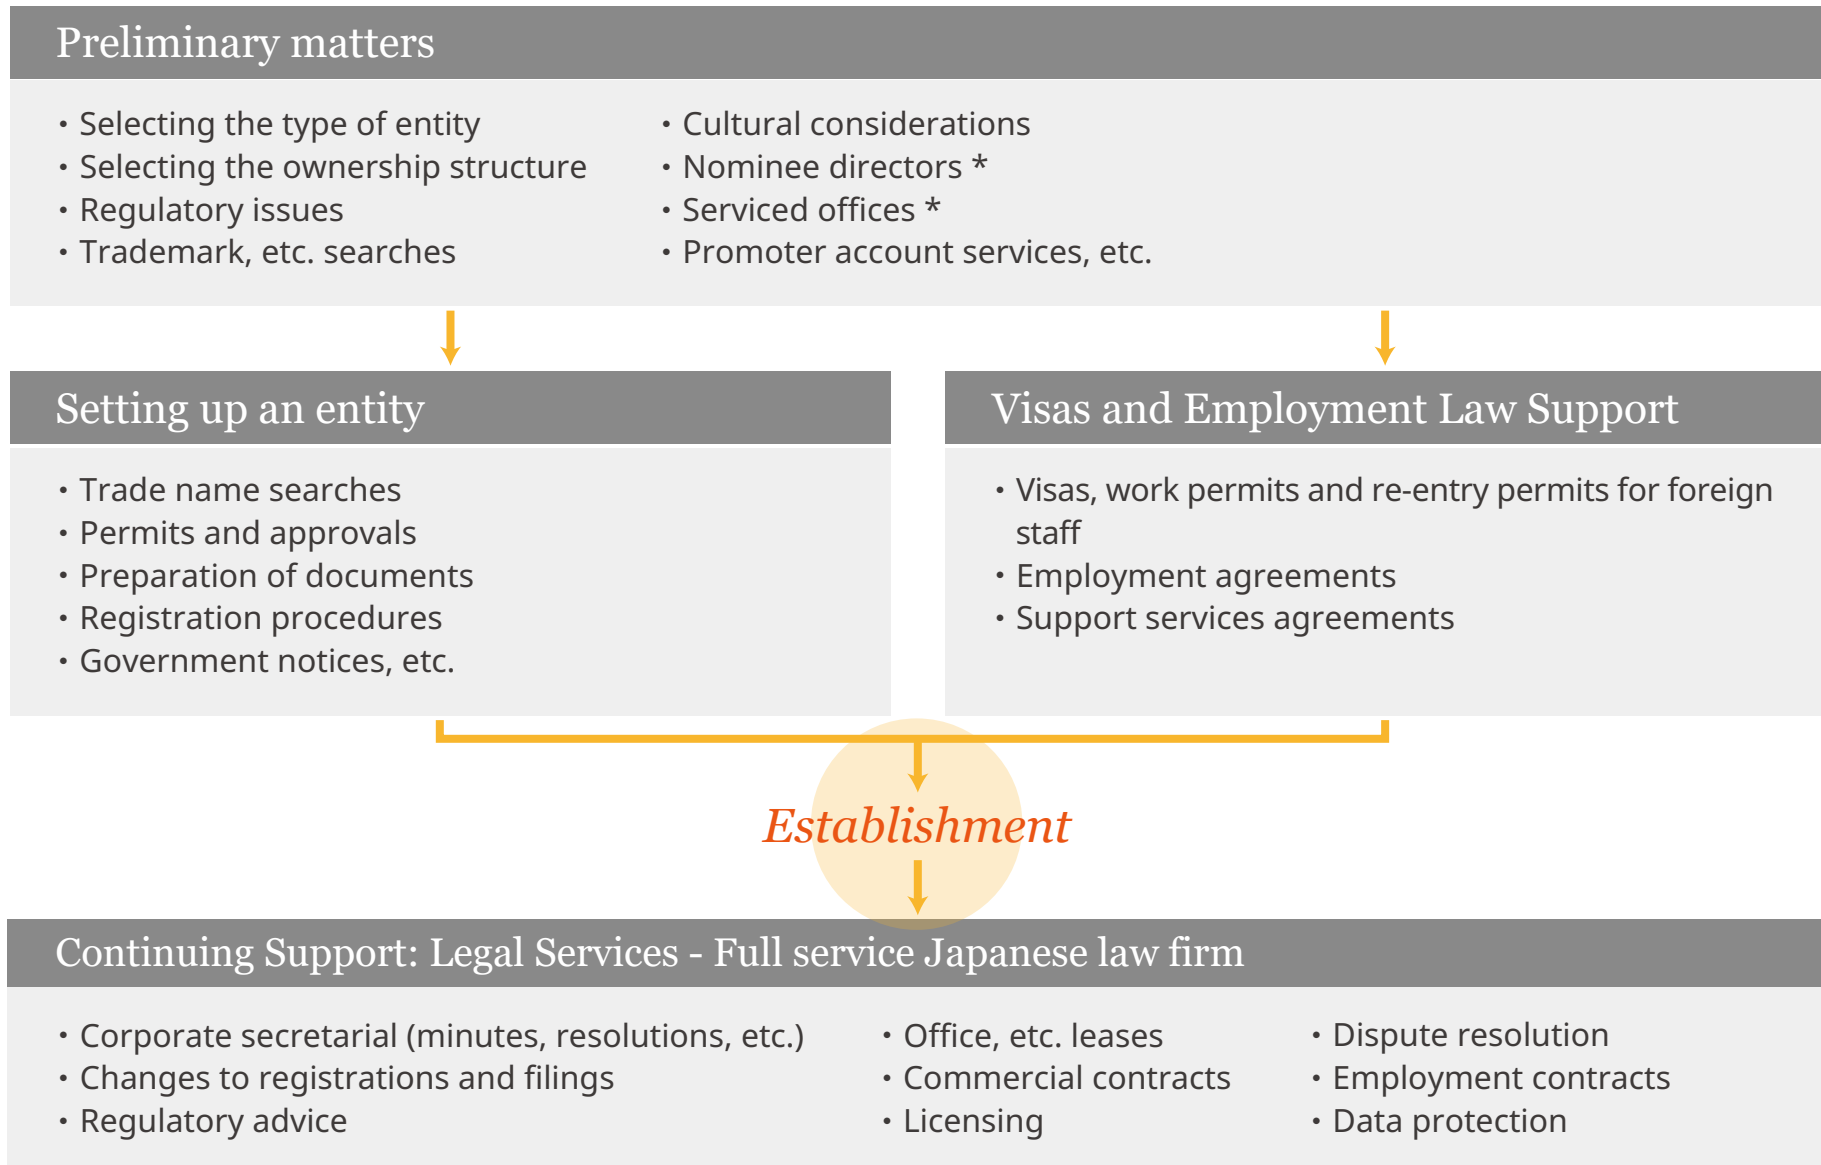 Preliminary matters
・Selecting the type of entity
・Selecting the ownership structure
・Regulatory issues
・Trademark, etc. searches
・Cultural considerations
・Nominee directors *
・Serviced offices *
・Promoter account services, etc.
Setting up an entity
・Trade name searches
・Permits and approvals
・Preparation of documents
・Registration procedures
・Government notices, etc.
Visas and Employment Law Support
・Visas, work permits and re-entry permits for foreign
staff
・Employment agreements
・Support services agreements
Establishment
Continuing Support: Legal Services - Full service Japanese law firm
・Corporate secretarial (minutes, resolutions, etc.)
・Changes to registrations and filings
・Regulatory advice
・Office, etc. leases
・Commercial contracts
・Licensing
・Dispute resolution
・Employment contracts
・Data protection